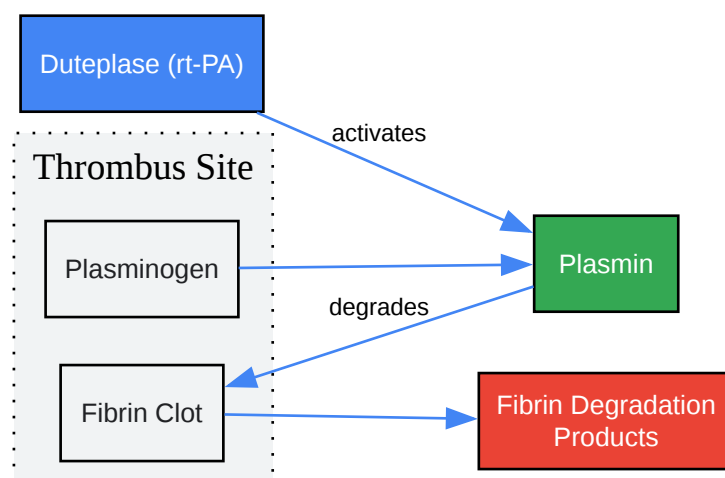 Duteplase (rt-PA)
activates
Thrombus Site
Plasminogen
Plasmin
degrades
Fibrin Clot
Fibrin Degradation
Products